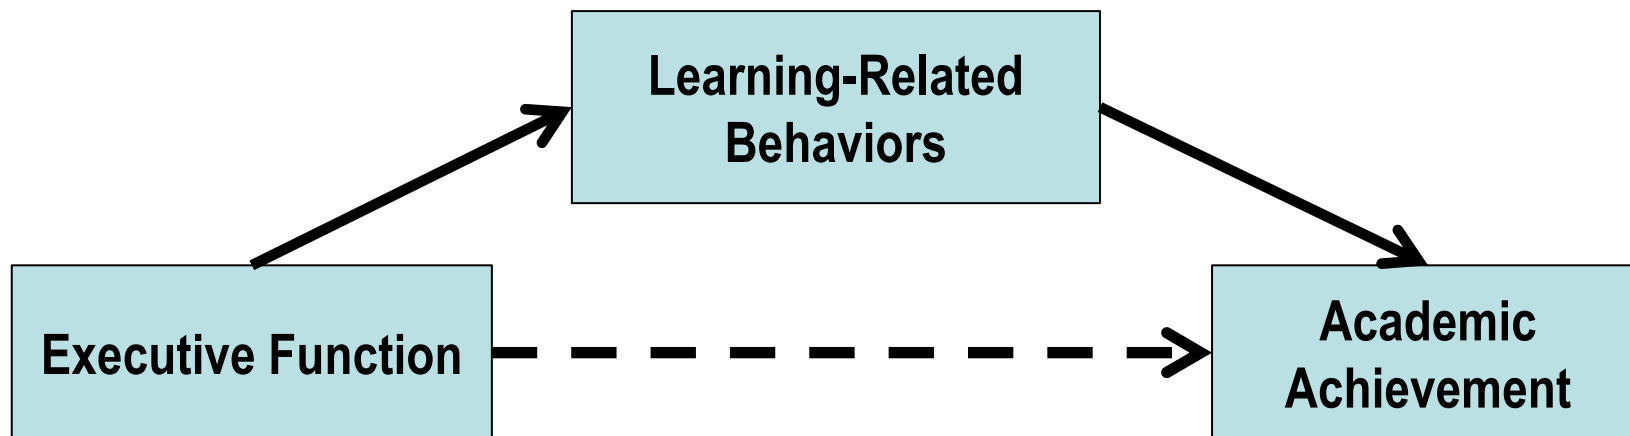 Learning-Related
Behaviors
Executive Function
Academic
Achievement